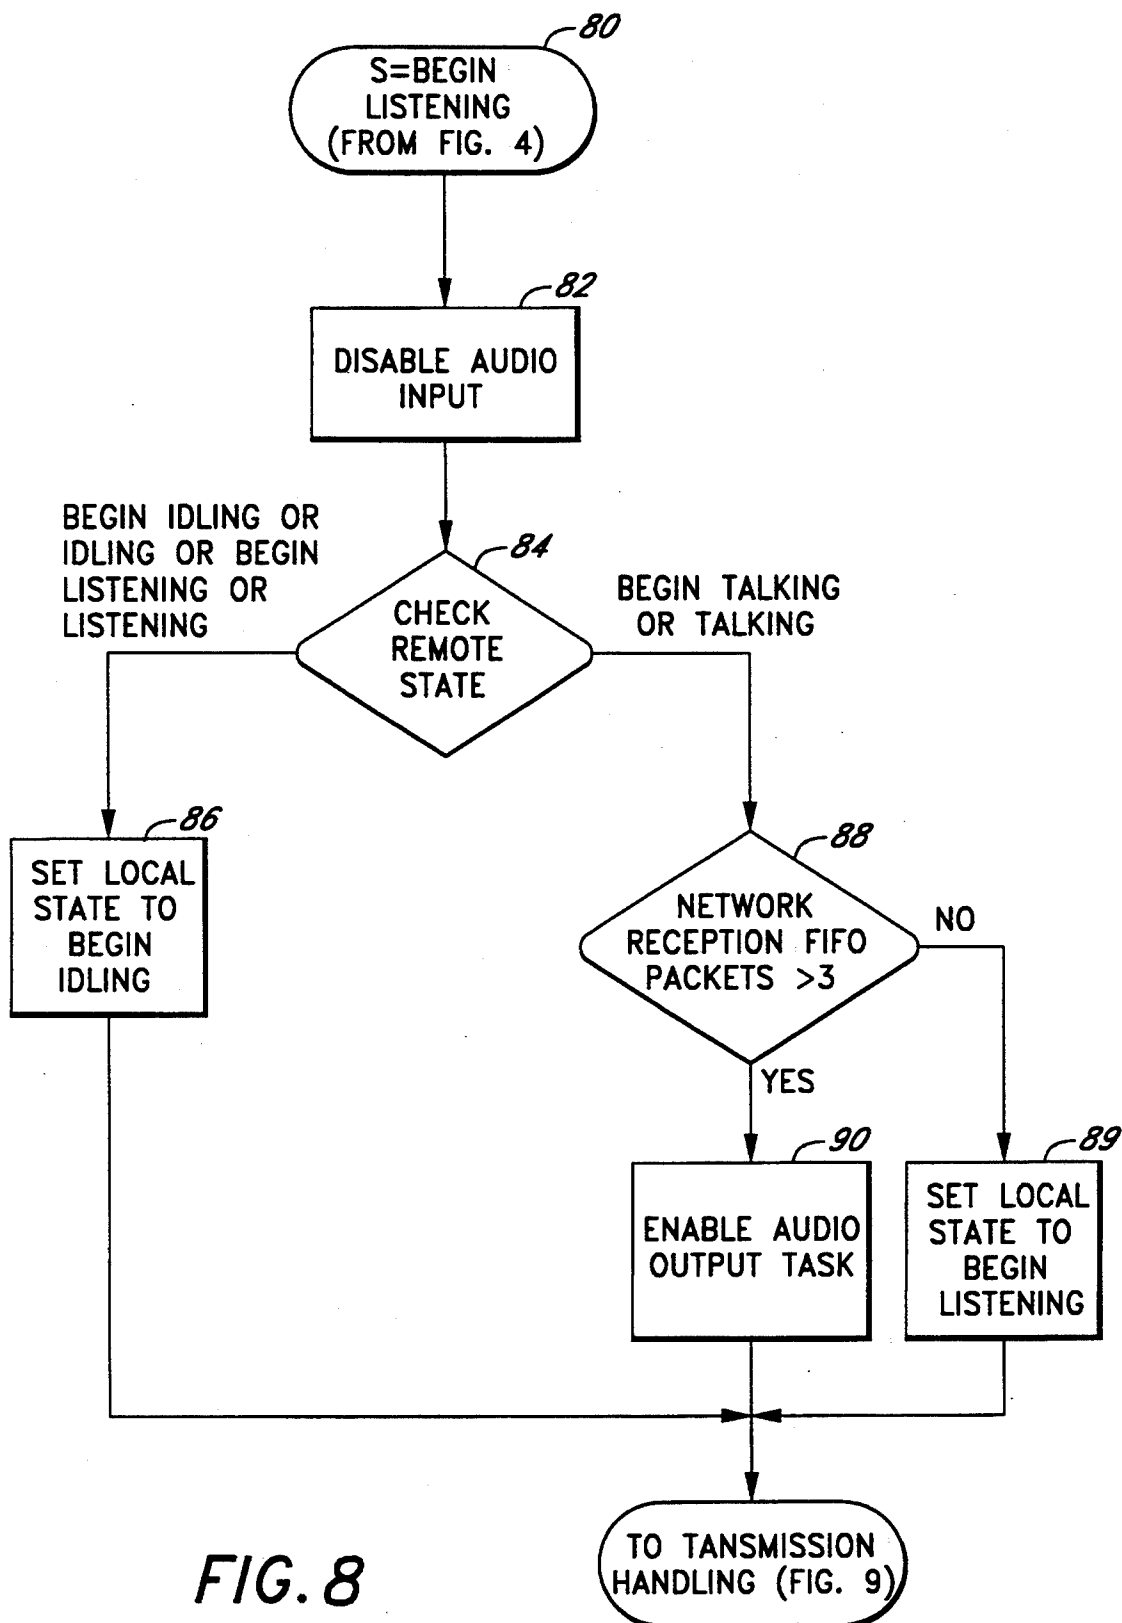 80
S=BEGIN
LISTENING
(FROM FIG. 4)
82
DISABLE AUDIO
INPUT
BEGIN IDLING OR
IDLING OR BEGIN
LISTENING OR
LISTENING
84
CHECK
REMOTE
STATE
BEGIN TALKING
OR TALKING
86
SET LOCAL
STATE TO
BEGIN
IDLING
88
NETWORK
RECEPTION FIFO
PACKETS >3
NO
YES
90
ENABLE AUDIO
OUTPUT TASK
89
SET LOCAL
STATE TO
BEGIN
LISTENING
TO TANSMISSION
HANDLING (FIG. 9)
FIG. 8